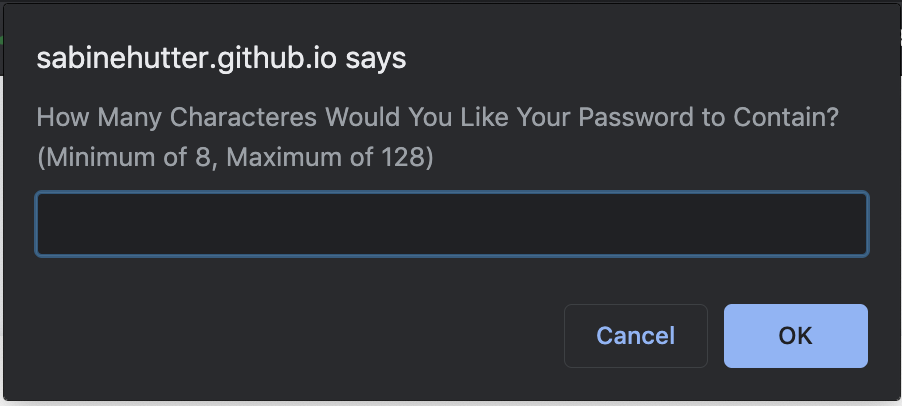 sabinehutter.github.io says
How Many Characteres Would You Like Your Password to Contain?
(Minimum of 8, Maximum of 128)
Cancel
OK